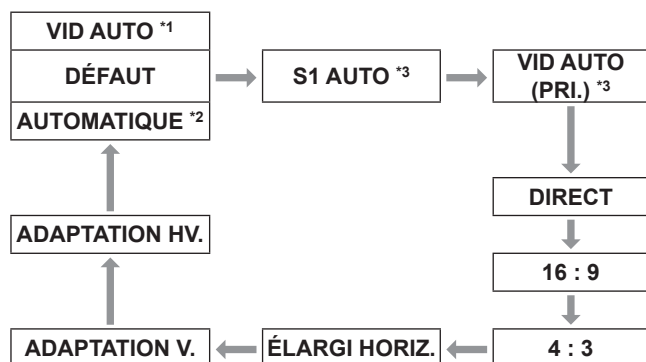 VID AUTO *1
DÉFAUT
AUTOMATIQUE *2
S1 AUTO *3
VID AUTO
(PRI.) *3
DIRECT
16 : 9
4 : 3
ÉLARGI HORIZ.
ADAPTATION V.
ADAPTATION HV.